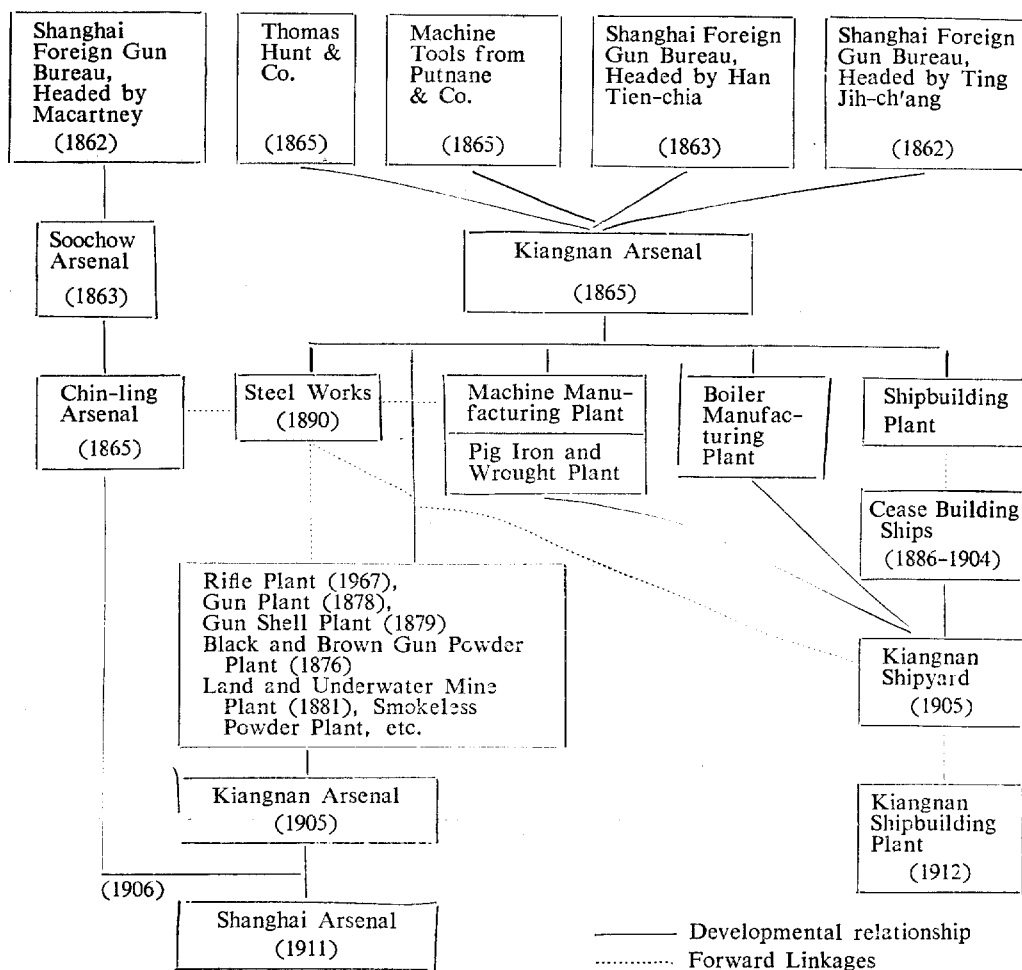 Shanghai
Foreign Gun
Bureau,
Headed by
Macartney
(1862)
Thomas
Hunt &
Co.
(1865)
Machine
Tools from
Putnane
& Co.
(1865)
Shanghai Foreign
Gun Bureau,
Headed by Han
Tien-chia
(1863)
Shanghai Foreign
Gun Bureau,
Headed by Ting
Jih-ch'ang
(1862)
Soochow
Arsenal
(1863)
Kiangnan Arsenal
(1865)
Chin-ling
Arsenal
(1865)
Steel Works
(1890)
Machine Manu-
facturing Plant
Pig Iron and
Wrought Plant
Boiler
Manufac-
turing
Plant
Shipbuilding
Plant
Cease Building
Ships
(1886-1904)
Rifle Plant (1967),
Gun Plant (1878),
Gun Shell Plant (1879)
Black and Brown Gun Powder
Plant (1876)
Land and Underwater Mine
Plant (1881), Smokeless
Powder Plant, etc.
Kiangnan
Shipyard
(1905)
Kiangnan Arsenal
(1905)
Kiangnan
Shipbuilding
Plant
(1912)
(1906)
Shanghai Arsenal
(1911)
Developmental relationship
Forward Linkages